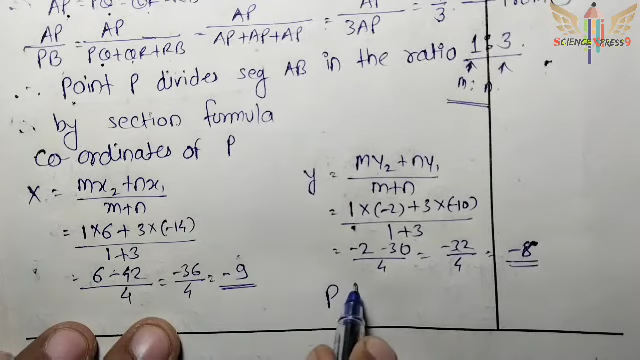 AP/PB = AP/(PQ+QR+RB) = AP/(AP+AP+AP) = AP/3AP = 1/3.
∴ Point P divides seg AB in the ratio 1:3.
m : n
∴ by section formula
co-ordinates of P
x = (mx₂+nx₁)/(m+n)
= (1×6+3×(-14))/(1+3)
= (6-42)/4 = -36/4 = -9
y = (my₂+ny₁)/(m+n)
= (1×(-2)+3×(-10))/(1+3)
= (-2-30)/4 = -32/4 = -8
P
SCIENCE XPRESS 9